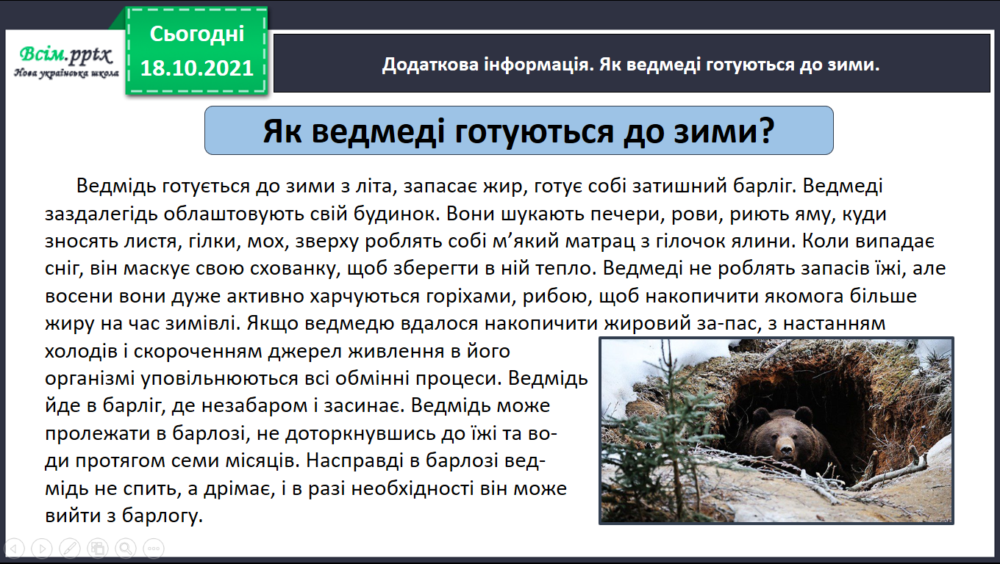 Всім.pptx
Нова українська школа
Сьогодні
18.10.2021
Додаткова інформація. Як ведмеді готуються до зими.
Як ведмеді готуються до зими?
Ведмідь готується до зими з літа, запасає жир, готує собі затишний барліг. Ведмеді
заздалегідь облаштовують свій будинок. Вони шукають печери, рови, риють яму, куди
зносять листя, гілки, мох, зверху роблять собі м’який матрац з гілочок ялини. Коли випадає
сніг, він маскує свою схованку, щоб зберегти в ній тепло. Ведмеді не роблять запасів їжі, але
восени вони дуже активно харчуються горіхами, рибою, щоб накопичити якомога більше
жиру на час зимівлі. Якщо ведмедю вдалося накопичити жировий за-пас, з настанням
холодів і скороченням джерел живлення в його
організмі уповільнюються всі обмінні процеси. Ведмідь
йде в барліг, де незабаром і засинає. Ведмідь може
пролежати в барлозі, не доторкнувшись до їжі та во-
ди протягом семи місяців. Насправді в барлозі вед-
мідь не спить, а дрімає, і в разі необхідності він може
вийти з барлогу.